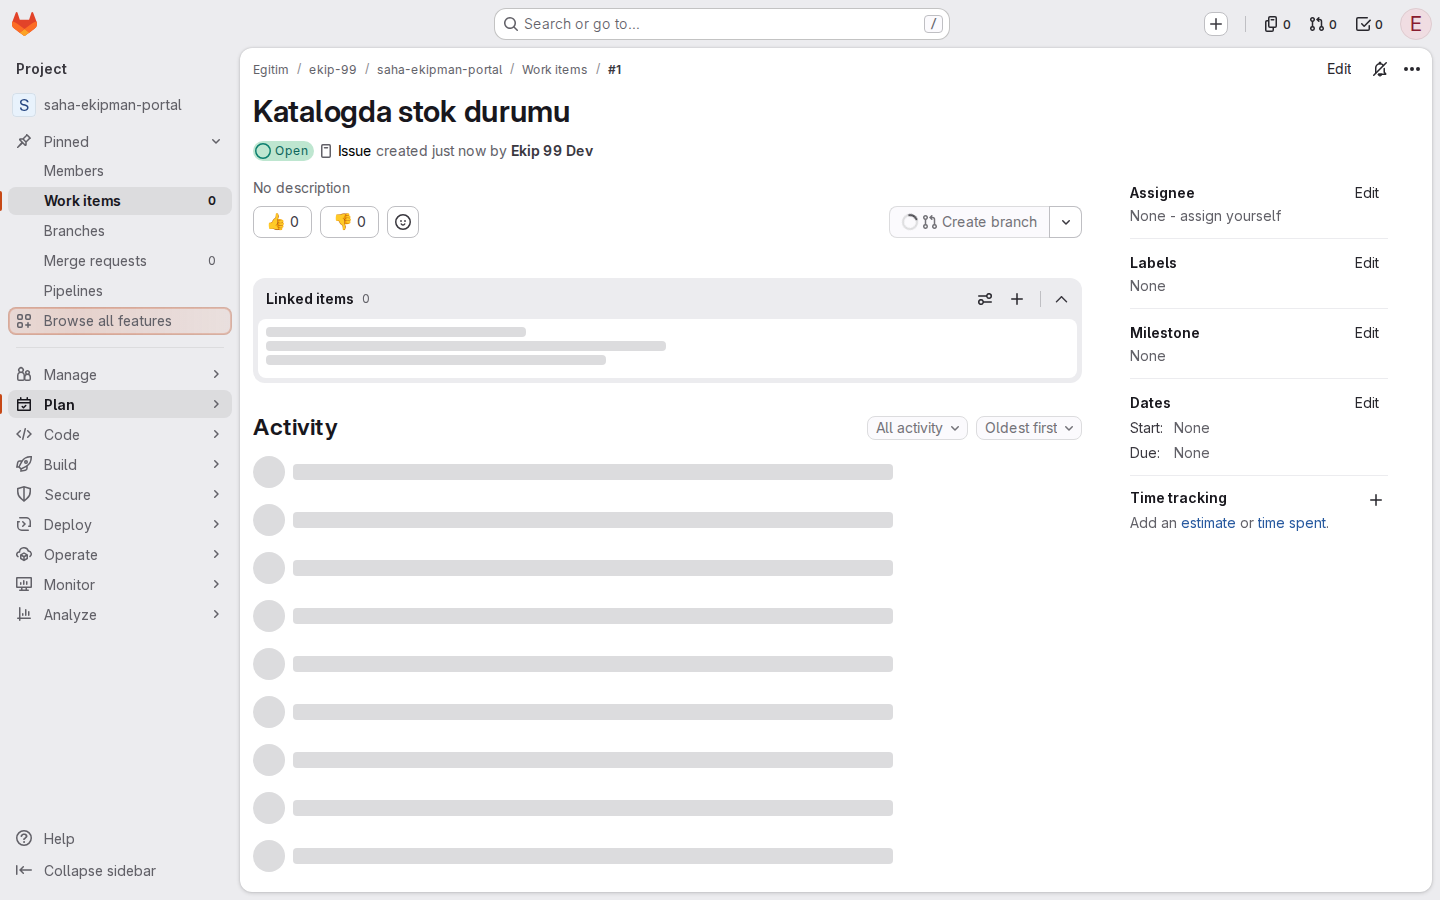 Search or go to...
/
0
0
0
E
Project
S
saha-ekipman-portal
Pinned
Members
Work items 0
Branches
Merge requests 0
Pipelines
Browse all features
Manage
Plan
Code
Build
Secure
Deploy
Operate
Monitor
Analyze
Help
Collapse sidebar
Egitim / ekip-99 / saha-ekipman-portal / Work items / #1
Edit
Katalogda stok durumu
Open Issue created just now by Ekip 99 Dev
No description
0
0
Create branch
Linked items 0
Activity
All activity
Oldest first
Assignee Edit
None - assign yourself
Labels Edit
None
Milestone Edit
None
Dates Edit
Start: None
Due: None
Time tracking
Add an estimate or time spent.